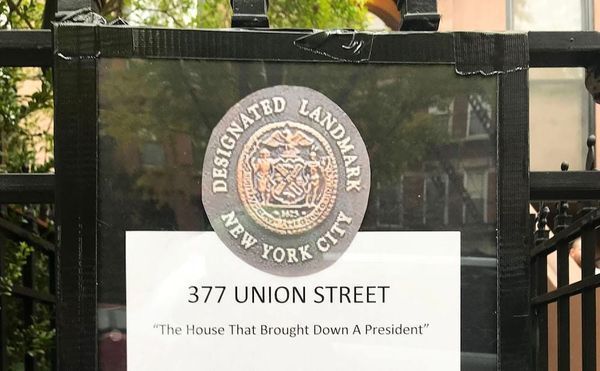 DESIGNATED LANDMARK
NEW YORK CITY
377 UNION STREET
"The House That Brought Down A President"